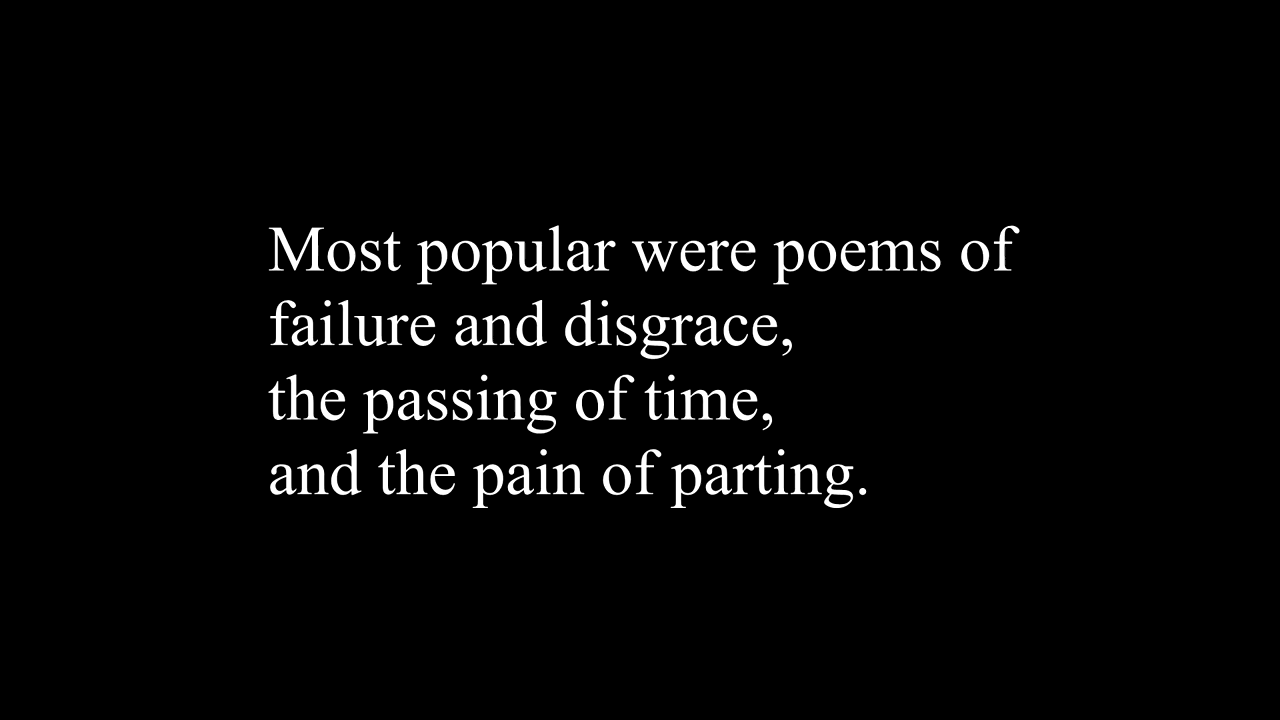 Most popular were poems of
failure and disgrace,
the passing of time,
and the pain of parting.